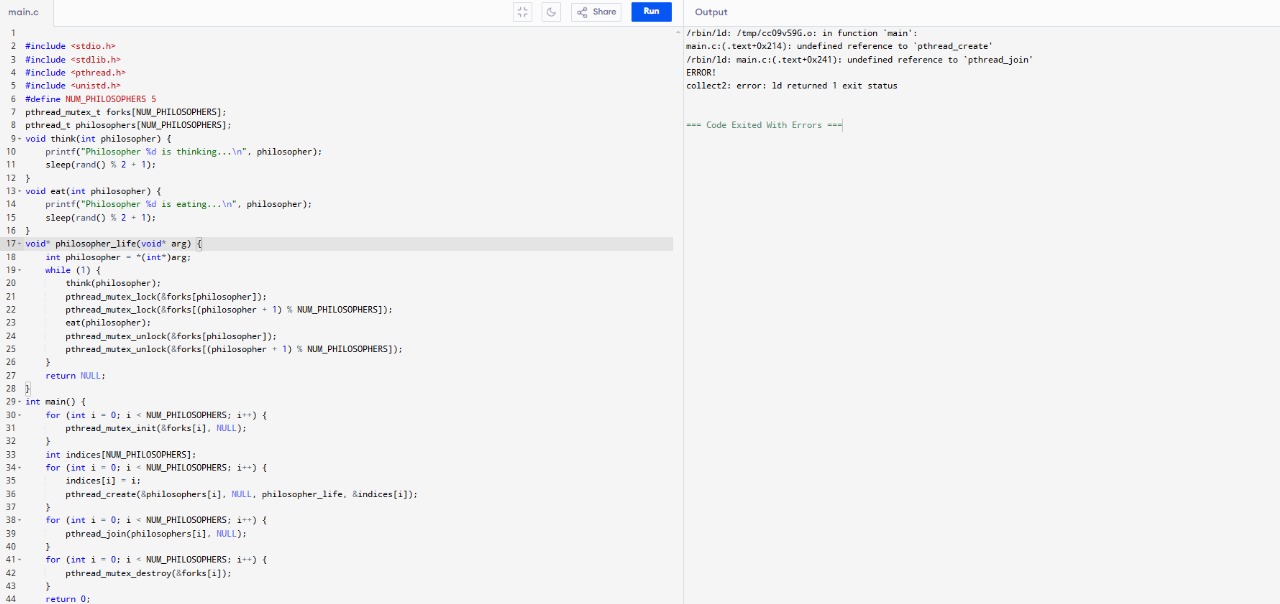 main.c
Share
Run
Output
1
2 #include <stdio.h>
3 #include <stdlib.h>
4 #include <pthread.h>
5 #include <unistd.h>
6 #define NUM_PHILOSOPHERS 5
7 pthread_mutex_t forks[NUM_PHILOSOPHERS];
8 pthread_t philosophers[NUM_PHILOSOPHERS];
9 void think(int philosopher) {
10     printf("Philosopher %d is thinking...\n", philosopher);
11     sleep(rand() % 2 + 1);
12 }
13 void eat(int philosopher) {
14     printf("Philosopher %d is eating...\n", philosopher);
15     sleep(rand() % 2 + 1);
16 }
17 void* philosopher_life(void* arg) {
18     int philosopher = *(int*)arg;
19     while (1) {
20         think(philosopher);
21         pthread_mutex_lock(&forks[philosopher]);
22         pthread_mutex_lock(&forks[(philosopher + 1) % NUM_PHILOSOPHERS]);
23         eat(philosopher);
24         pthread_mutex_unlock(&forks[philosopher]);
25         pthread_mutex_unlock(&forks[(philosopher + 1) % NUM_PHILOSOPHERS]);
26     }
27     return NULL;
28 }
29 int main() {
30     for (int i = 0; i < NUM_PHILOSOPHERS; i++) {
31         pthread_mutex_init(&forks[i], NULL);
32     }
33     int indices[NUM_PHILOSOPHERS];
34     for (int i = 0; i < NUM_PHILOSOPHERS; i++) {
35         indices[i] = i;
36         pthread_create(&philosophers[i], NULL, philosopher_life, &indices[i]);
37     }
38     for (int i = 0; i < NUM_PHILOSOPHERS; i++) {
39         pthread_join(philosophers[i], NULL);
40     }
41     for (int i = 0; i < NUM_PHILOSOPHERS; i++) {
42         pthread_mutex_destroy(&forks[i]);
43     }
44     return 0;
/rbin/ld: /tmp/ccO9v59G.o: in function `main':
main.c:(.text+0x214): undefined reference to `pthread_create'
/rbin/ld: main.c:(.text+0x241): undefined reference to `pthread_join'
ERROR!
collect2: error: ld returned 1 exit status
=== Code Exited With Errors ===